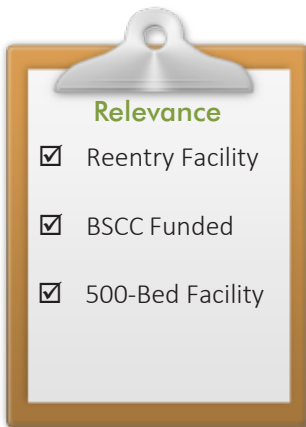 Relevance
☑ Reentry Facility
☑ BSCC Funded
☑ 500-Bed Facility